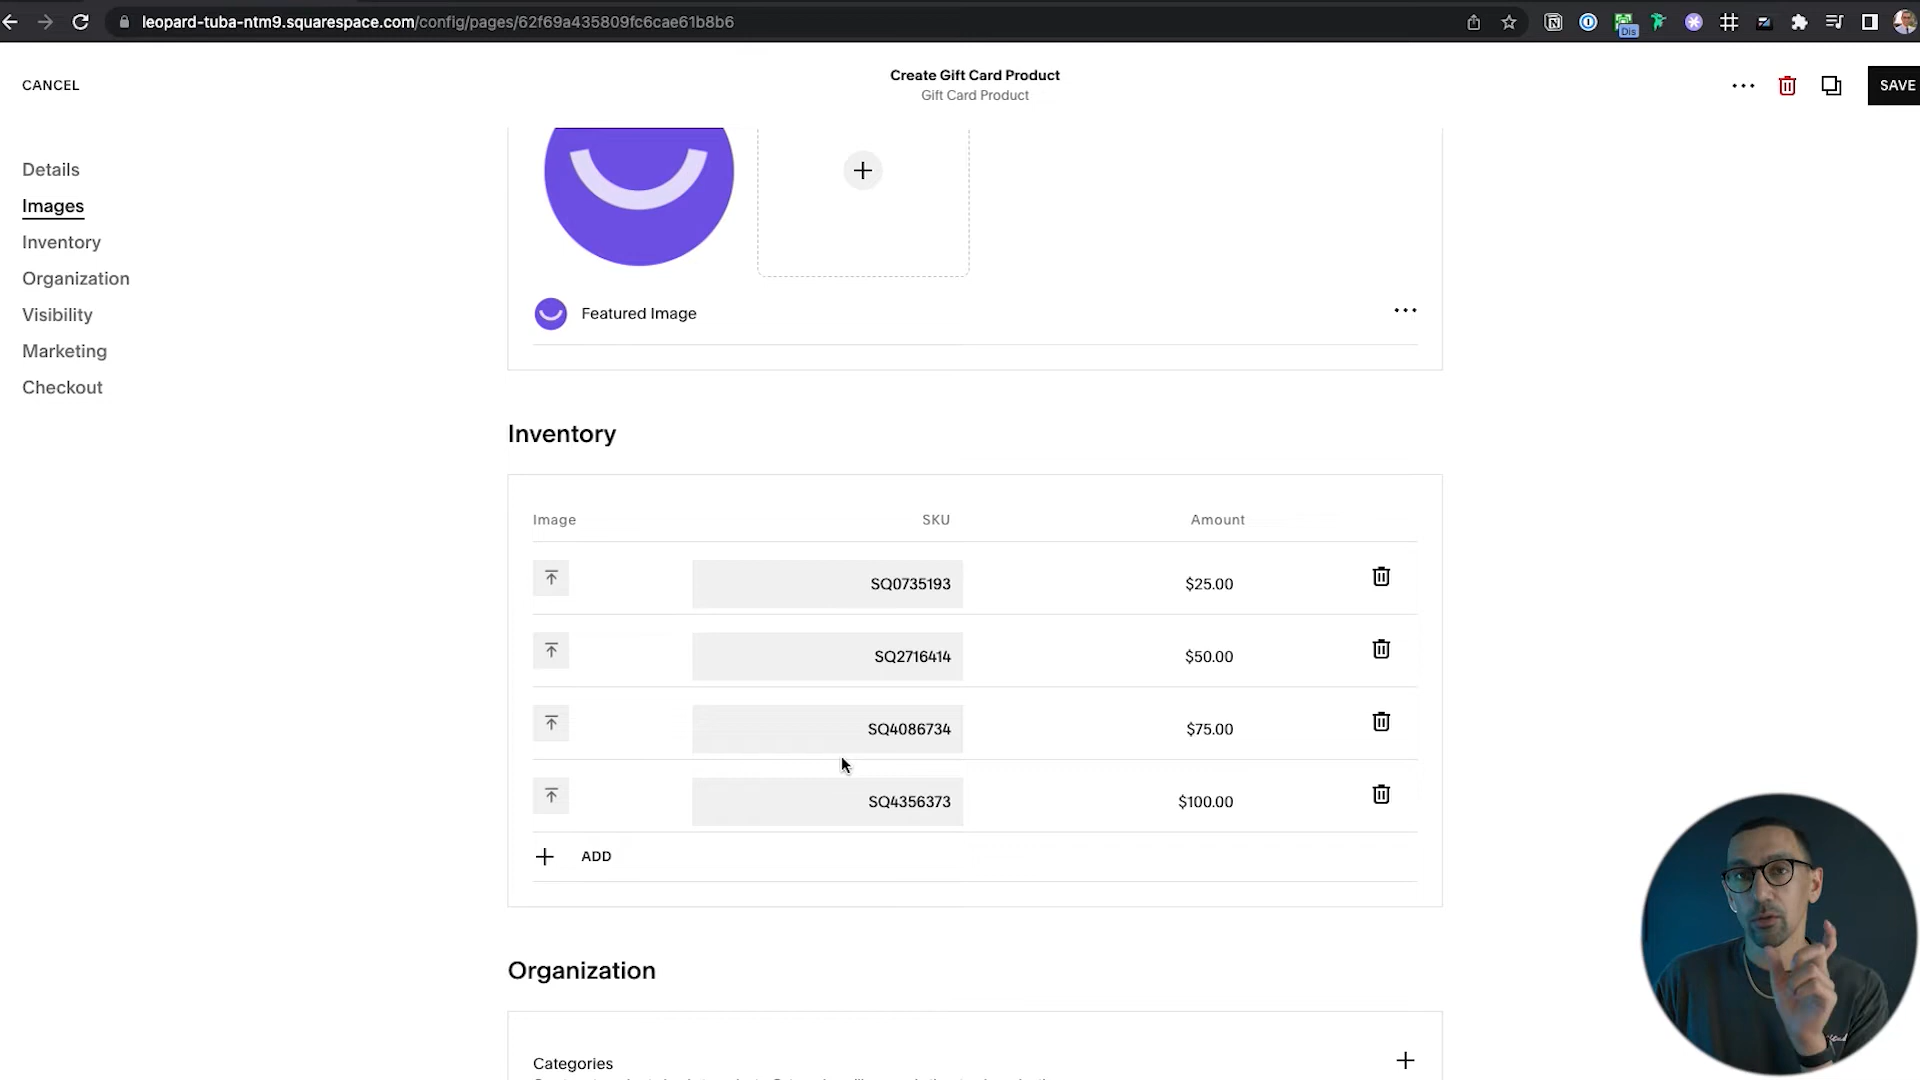 leopard-tuba-ntm9.squarespace.com/config/pages/62f69a435809fc6cae61b8b6
Dis
CANCEL
Create Gift Card Product
Gift Card Product
SAVE
Details
Images
Inventory
Organization
Visibility
Marketing
Checkout
Featured Image
Inventory
Image SKU Amount
SQ0735193 $25.00
SQ2716414 $50.00
SQ4086734 $75.00
SQ4356373 $100.00
ADD
Organization
Categories